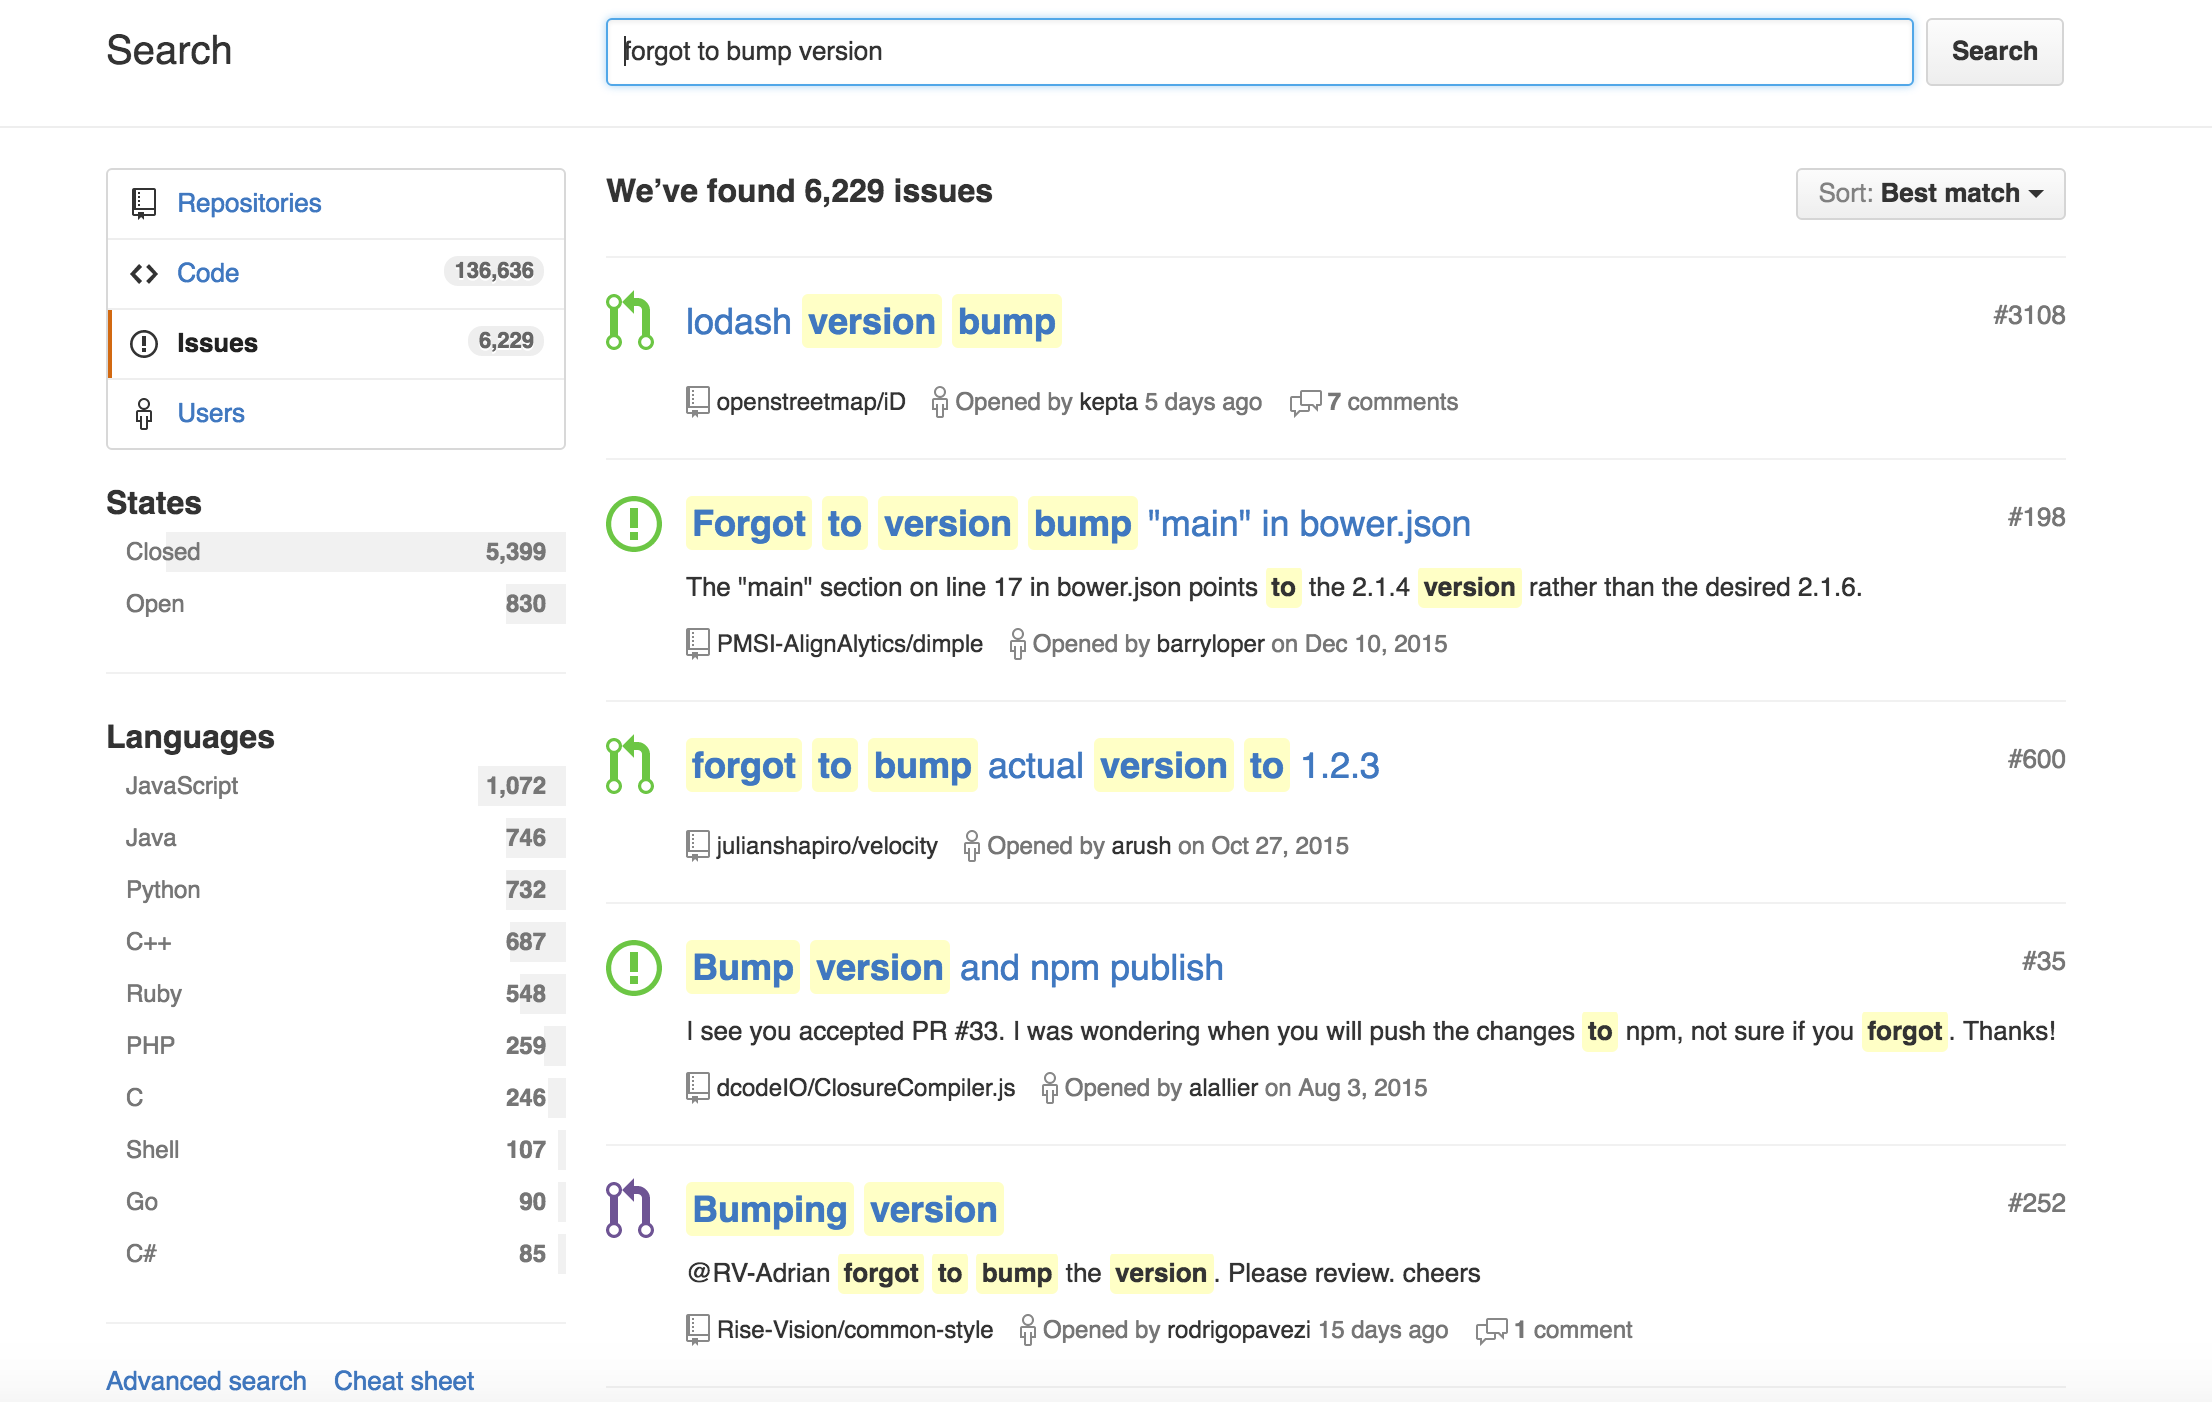 Search
forgot to bump version
Search
Repositories
Code 136,636
Issues 6,229
Users
States
Closed 5,399
Open 830
Languages
JavaScript 1,072
Java 746
Python 732
C++ 687
Ruby 548
PHP 259
C 246
Shell 107
Go 90
C# 85
Advanced search Cheat sheet
We’ve found 6,229 issues
Sort: Best match
lodash version bump #3108
openstreetmap/iD Opened by kepta 5 days ago 7 comments
Forgot to version bump "main" in bower.json #198
The "main" section on line 17 in bower.json points to the 2.1.4 version rather than the desired 2.1.6.
PMSI-AlignAlytics/dimple Opened by barryloper on Dec 10, 2015
forgot to bump actual version to 1.2.3 #600
julianshapiro/velocity Opened by arush on Oct 27, 2015
Bump version and npm publish #35
I see you accepted PR #33. I was wondering when you will push the changes to npm, not sure if you forgot. Thanks!
dcodeIO/ClosureCompiler.js Opened by alallier on Aug 3, 2015
Bumping version #252
@RV-Adrian forgot to bump the version. Please review. cheers
Rise-Vision/common-style Opened by rodrigopavezi 15 days ago 1 comment